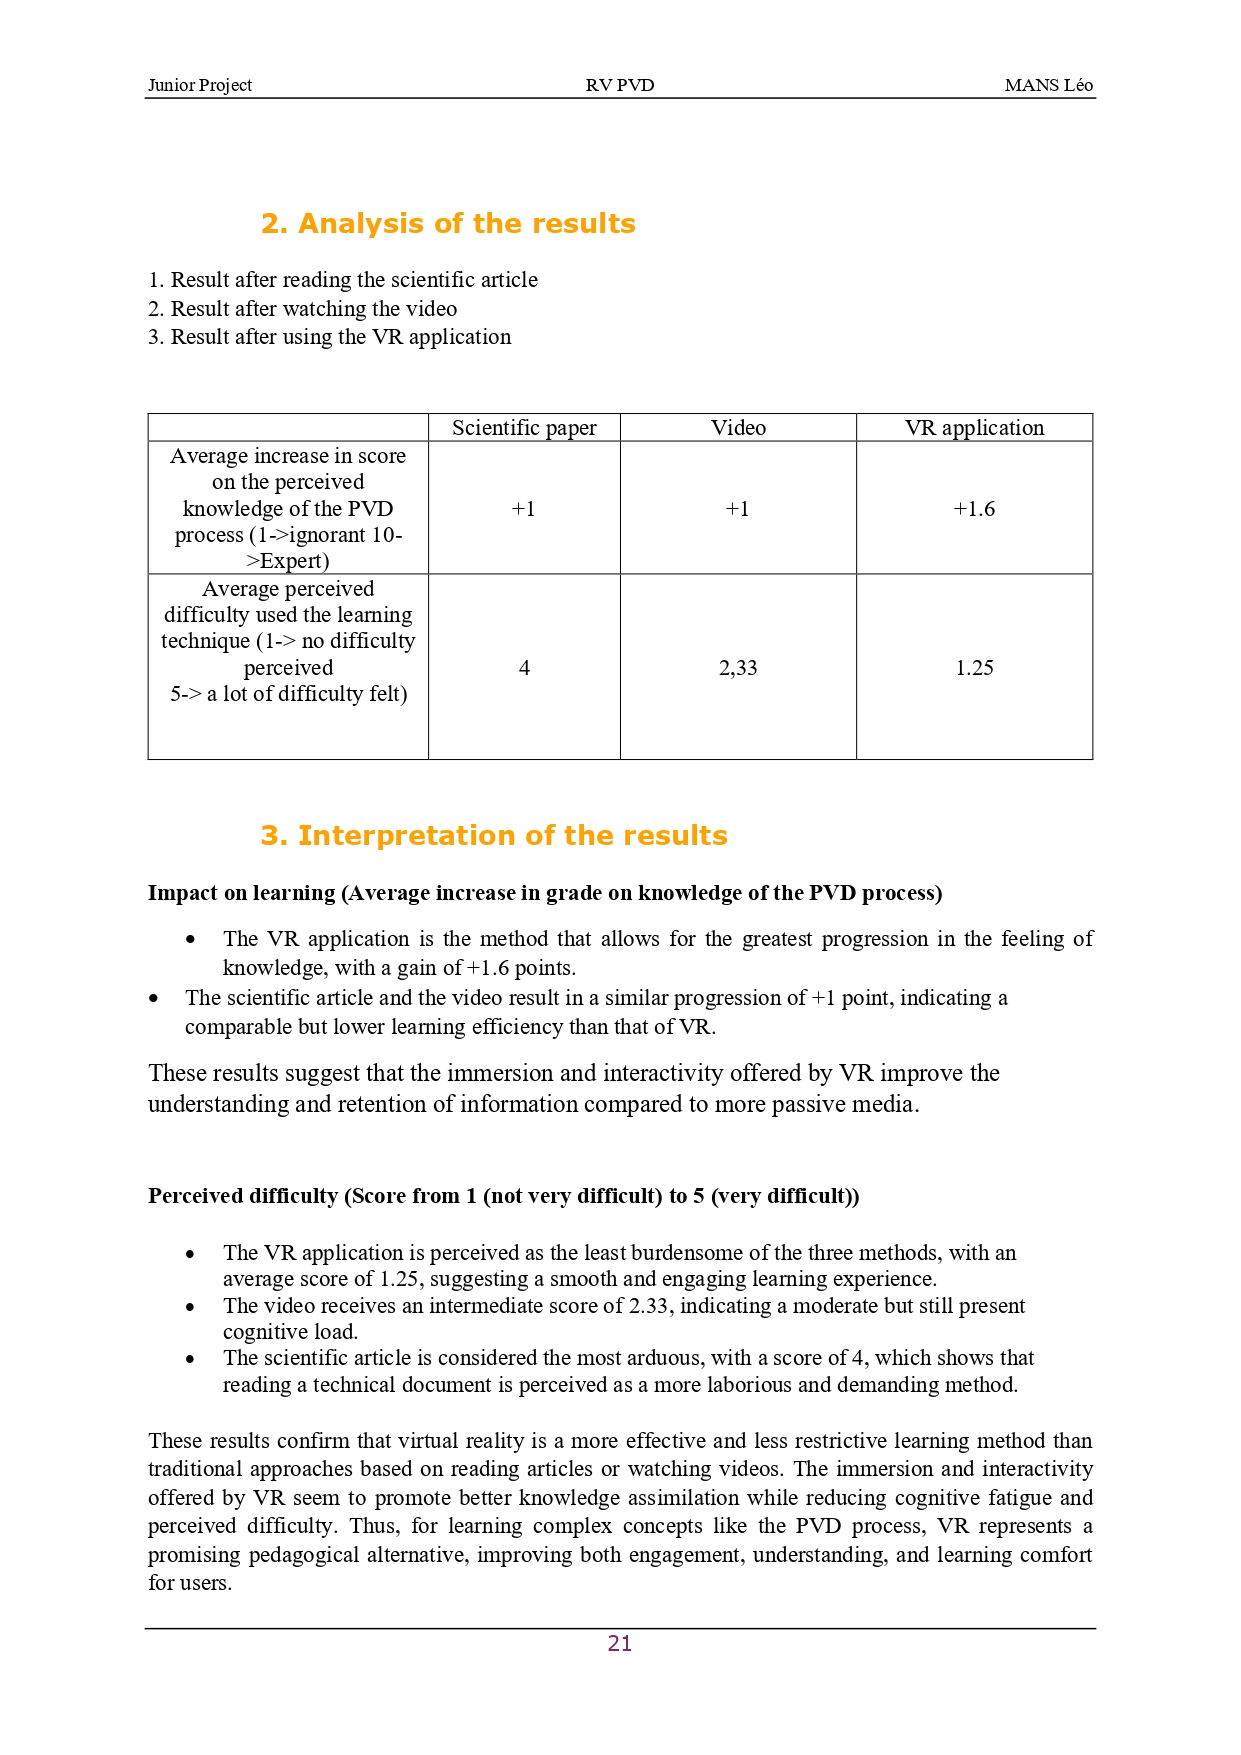 Junior Project RV PVD MANS Léo
2. Analysis of the results
1. Result after reading the scientific article
2. Result after watching the video
3. Result after using the VR application
Scientific paper Video VR application
Average increase in score
on the perceived
knowledge of the PVD
process (1->ignorant 10-
>Expert)
+1 +1 +1.6
Average perceived
difficulty used the learning
technique (1-> no difficulty
perceived
5-> a lot of difficulty felt)
4 2,33 1.25
3. Interpretation of the results
Impact on learning (Average increase in grade on knowledge of the PVD process)
• The VR application is the method that allows for the greatest progression in the feeling of
knowledge, with a gain of +1.6 points.
• The scientific article and the video result in a similar progression of +1 point, indicating a
comparable but lower learning efficiency than that of VR.
These results suggest that the immersion and interactivity offered by VR improve the
understanding and retention of information compared to more passive media.
Perceived difficulty (Score from 1 (not very difficult) to 5 (very difficult))
• The VR application is perceived as the least burdensome of the three methods, with an
average score of 1.25, suggesting a smooth and engaging learning experience.
• The video receives an intermediate score of 2.33, indicating a moderate but still present
cognitive load.
• The scientific article is considered the most arduous, with a score of 4, which shows that
reading a technical document is perceived as a more laborious and demanding method.
These results confirm that virtual reality is a more effective and less restrictive learning method than
traditional approaches based on reading articles or watching videos. The immersion and interactivity
offered by VR seem to promote better knowledge assimilation while reducing cognitive fatigue and
perceived difficulty. Thus, for learning complex concepts like the PVD process, VR represents a
promising pedagogical alternative, improving both engagement, understanding, and learning comfort
for users.
21